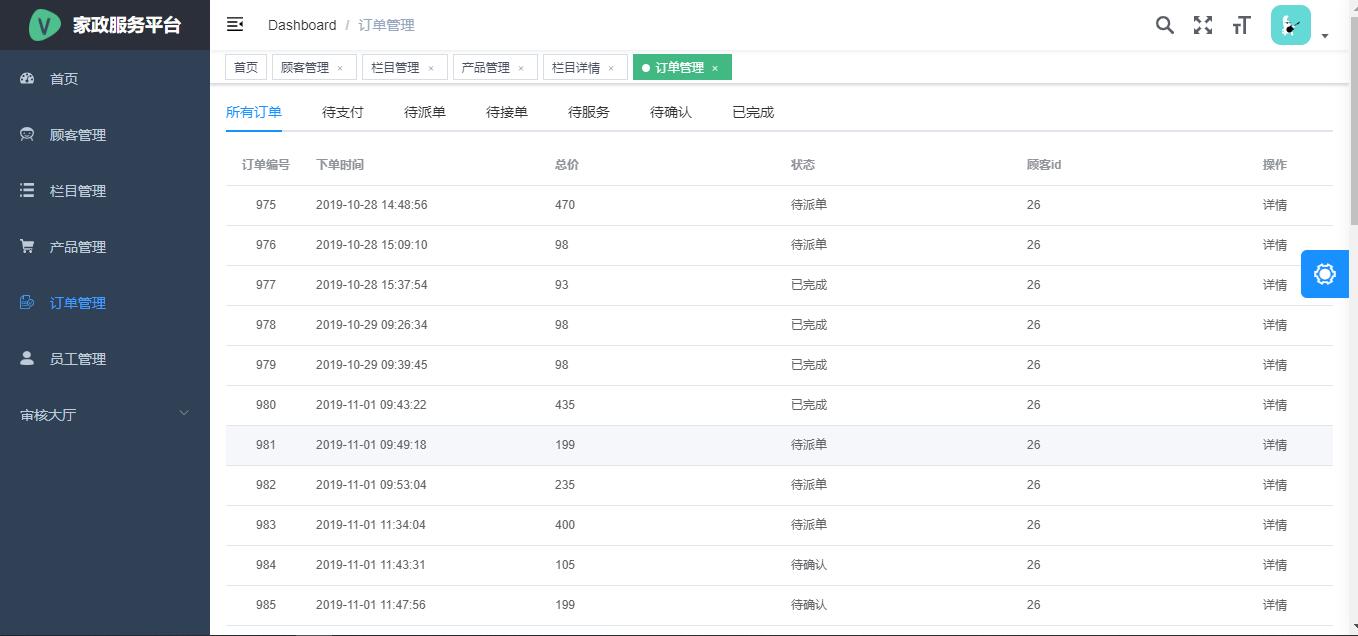 V 家政服务平台
Dashboard / 订单管理
首页
顾客管理
栏目管理
产品管理
订单管理
员工管理
审核大厅
首页 顾客管理 × 栏目管理 × 产品管理 × 栏目详情 × 订单管理 ×
所有订单 待支付 待派单 待接单 待服务 待确认 已完成
订单编号 下单时间 总价 状态 顾客id 操作
975 2019-10-28 14:48:56 470 待派单 26 详情
976 2019-10-28 15:09:10 98 待派单 26 详情
977 2019-10-28 15:37:54 93 已完成 26 详情
978 2019-10-29 09:26:34 98 已完成 26 详情
979 2019-10-29 09:39:45 98 已完成 26 详情
980 2019-11-01 09:43:22 435 已完成 26 详情
981 2019-11-01 09:49:18 199 待派单 26 详情
982 2019-11-01 09:53:04 235 待派单 26 详情
983 2019-11-01 11:34:04 400 待派单 26 详情
984 2019-11-01 11:43:31 105 待确认 26 详情
985 2019-11-01 11:47:56 199 待确认 26 详情